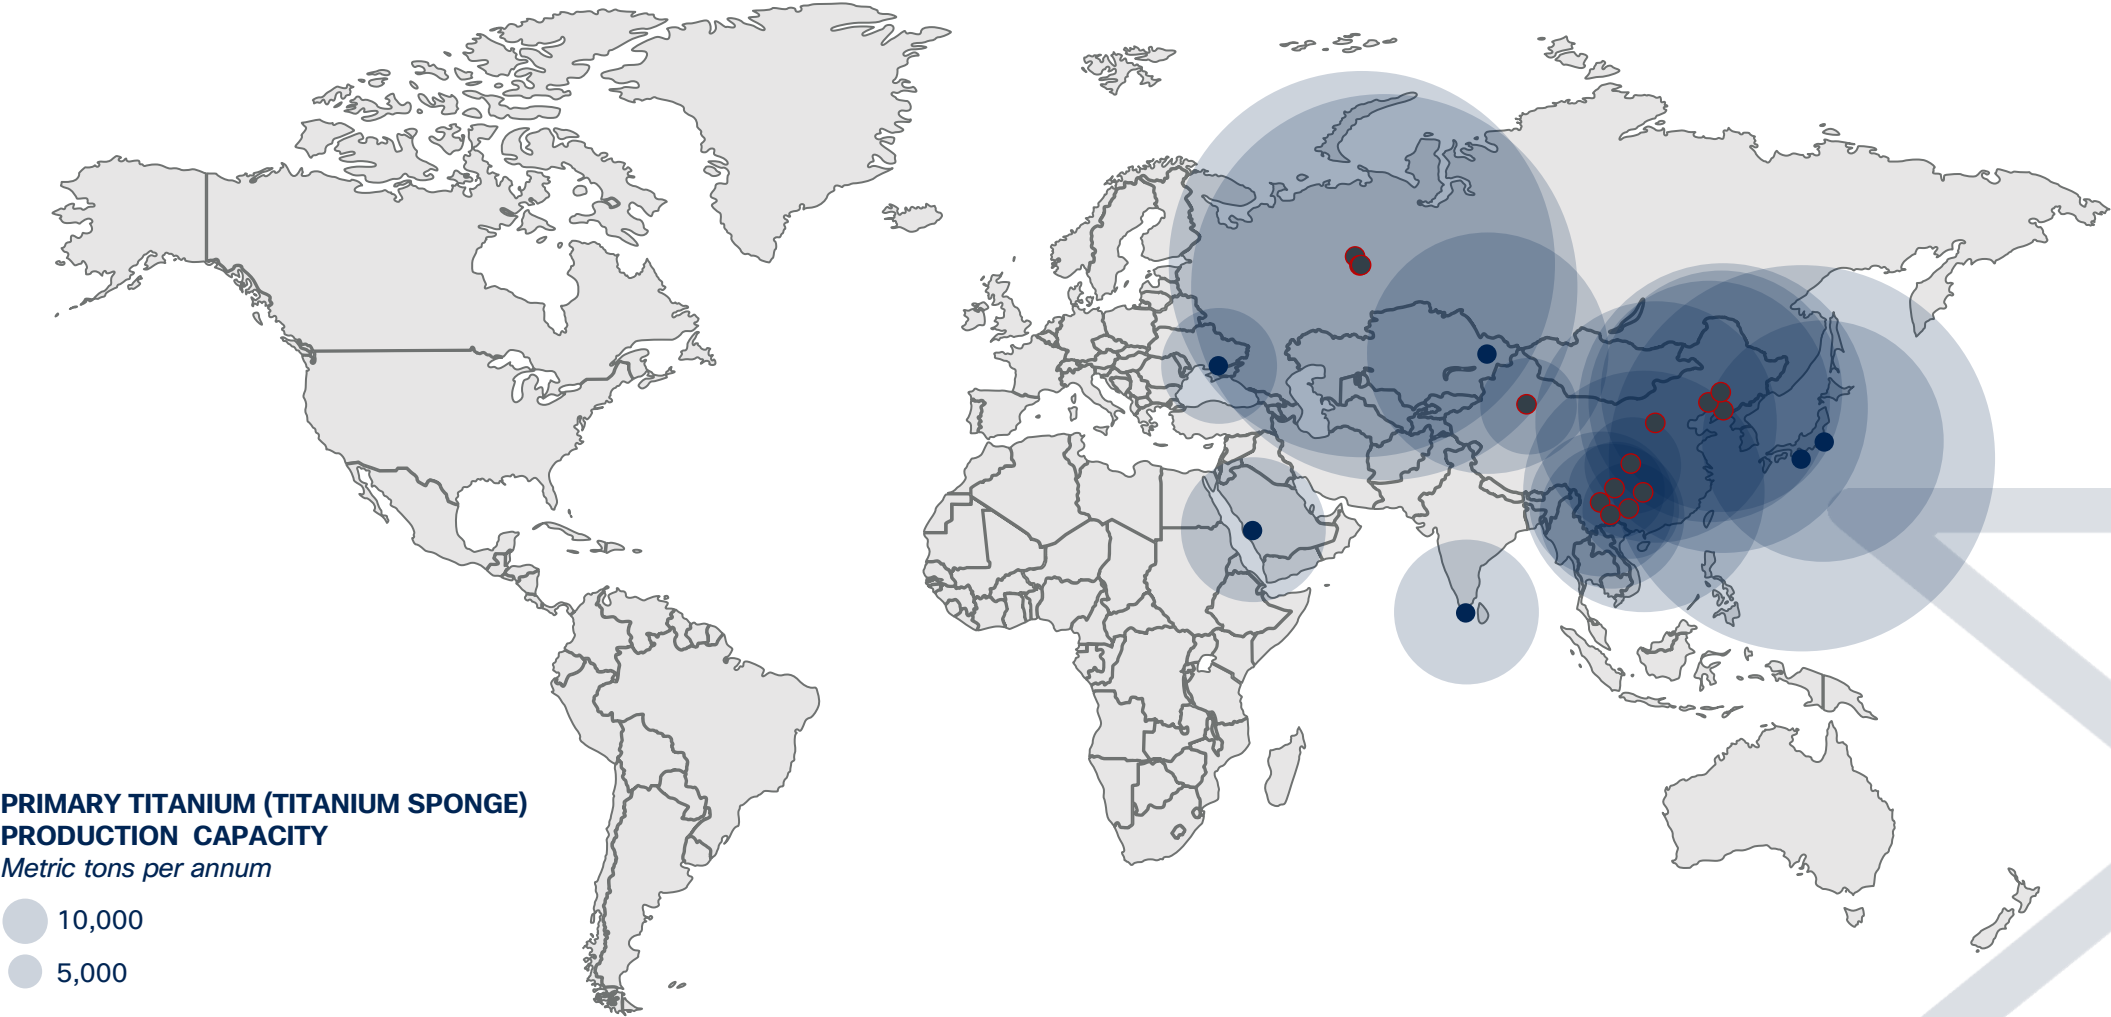 PRIMARY TITANIUM (TITANIUM SPONGE)
PRODUCTION CAPACITY
Metric tons per annum
10,000
5,000